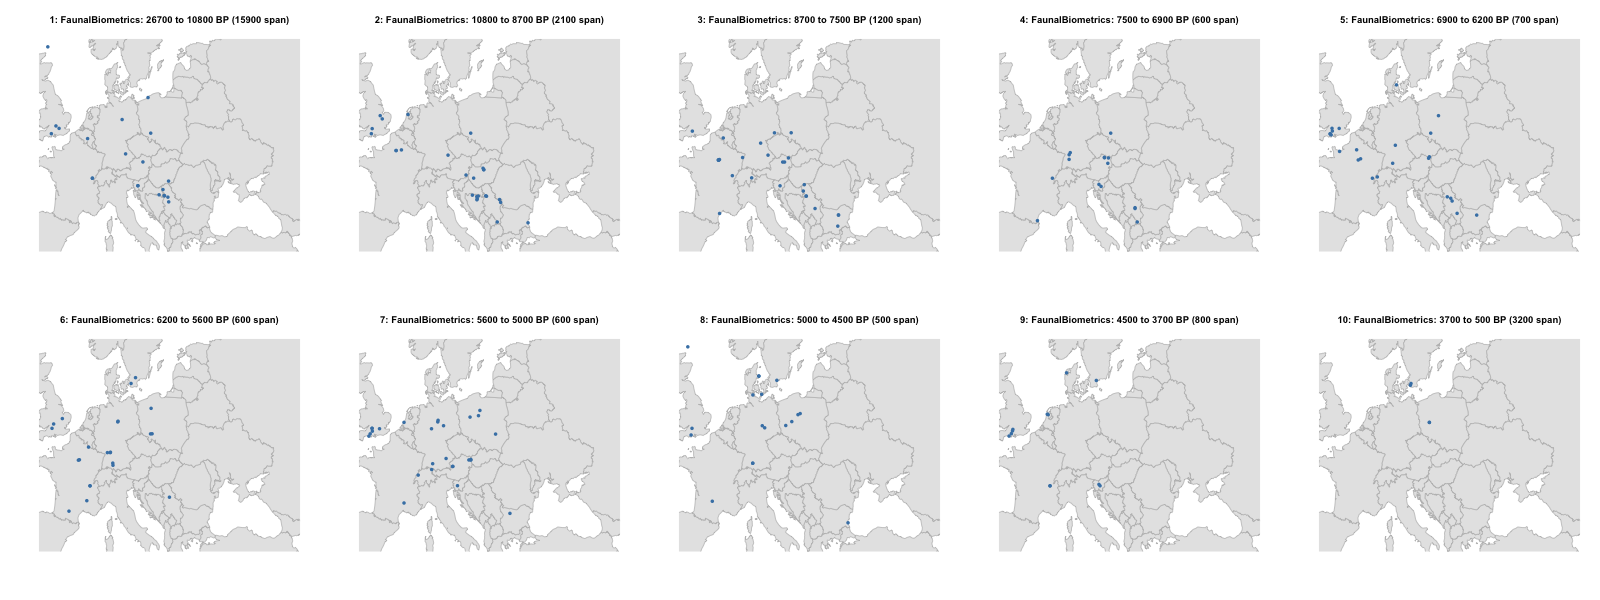 1: FaunalBiometrics: 26700 to 10800 BP (15900 span)
2: FaunalBiometrics: 10800 to 8700 BP (2100 span)
3: FaunalBiometrics: 8700 to 7500 BP (1200 span)
4: FaunalBiometrics: 7500 to 6900 BP (600 span)
5: FaunalBiometrics: 6900 to 6200 BP (700 span)
6: FaunalBiometrics: 6200 to 5600 BP (600 span)
7: FaunalBiometrics: 5600 to 5000 BP (600 span)
8: FaunalBiometrics: 5000 to 4500 BP (500 span)
9: FaunalBiometrics: 4500 to 3700 BP (800 span)
10: FaunalBiometrics: 3700 to 500 BP (3200 span)